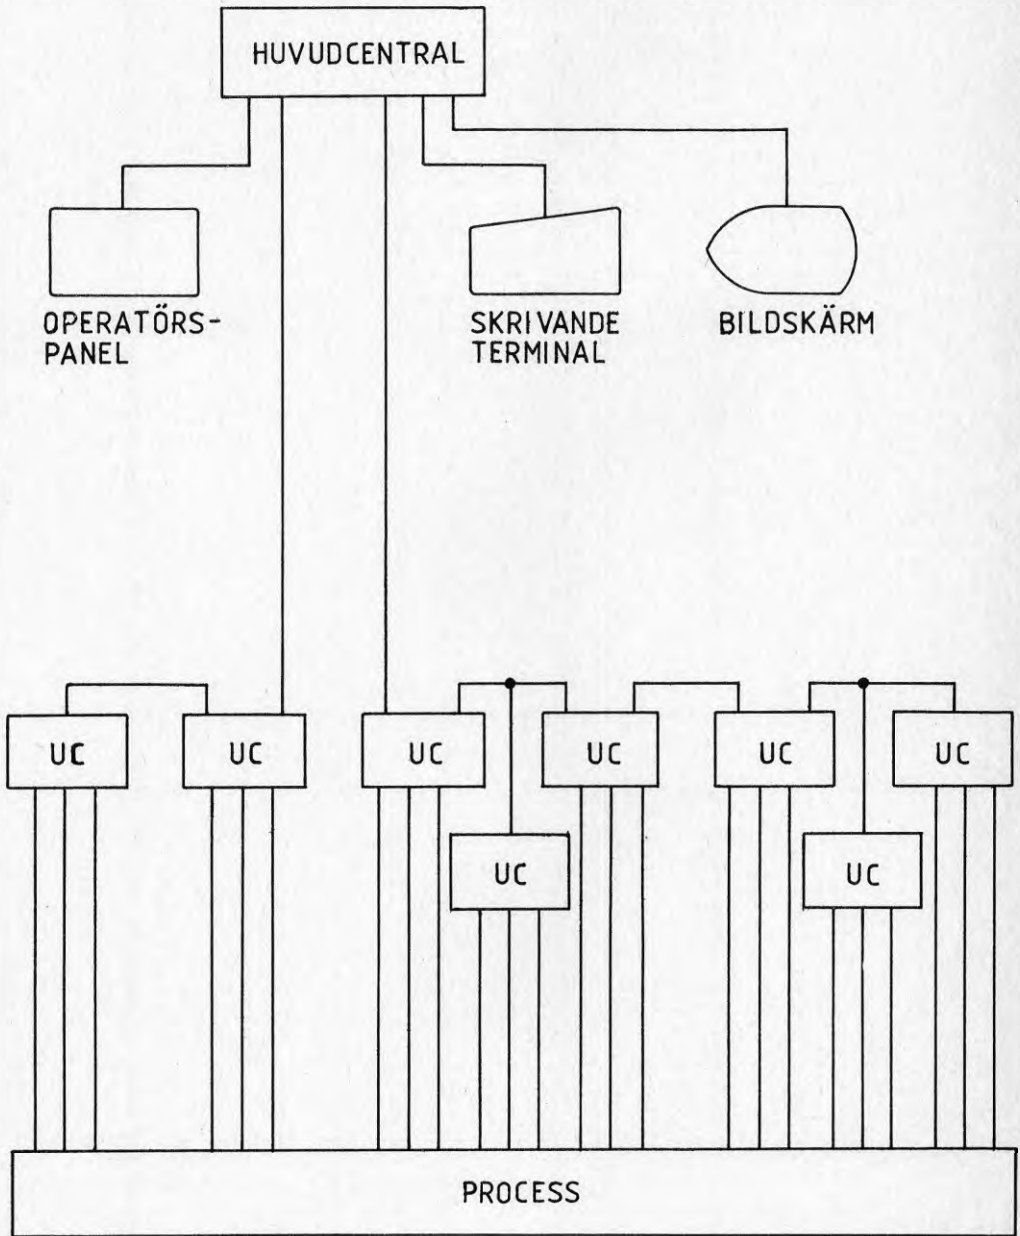 HUVUDCENTRAL
OPERATÖRS-
PANEL
SKRIVANDE
TERMINAL
BILDSKÄRM
UC
UC
UC
UC
UC
UC
UC
UC
PROCESS